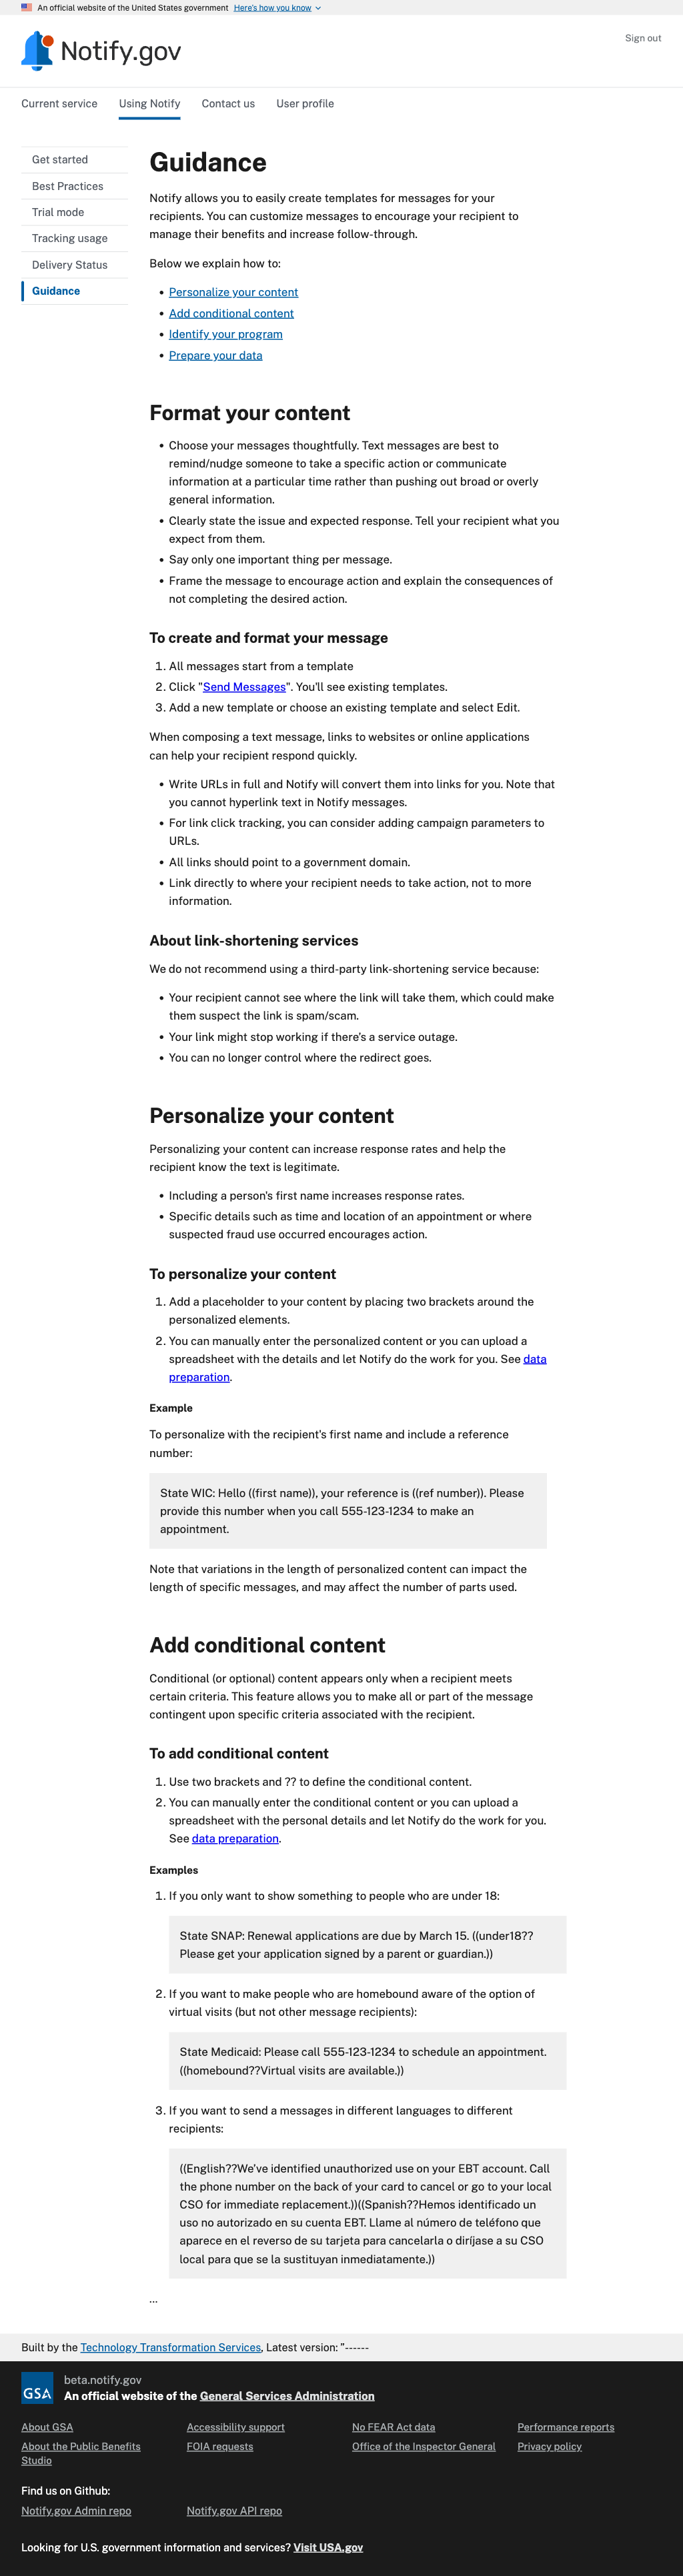 An official website of the United States government Here's how you know
Notify.gov
Sign out
Current service Using Notify Contact us User profile
Get started
Best Practices
Trial mode
Tracking usage
Delivery Status
Guidance
Guidance
Notify allows you to easily create templates for messages for your
recipients. You can customize messages to encourage your recipient to
manage their benefits and increase follow-through.
Below we explain how to:
• Personalize your content
• Add conditional content
• Identify your program
• Prepare your data
Format your content
• Choose your messages thoughtfully. Text messages are best to
remind/nudge someone to take a specific action or communicate
information at a particular time rather than pushing out broad or overly
general information.
• Clearly state the issue and expected response. Tell your recipient what you
expect from them.
• Say only one important thing per message.
• Frame the message to encourage action and explain the consequences of
not completing the desired action.
To create and format your message
1. All messages start from a template
2. Click "Send Messages". You'll see existing templates.
3. Add a new template or choose an existing template and select Edit.
When composing a text message, links to websites or online applications
can help your recipient respond quickly.
• Write URLs in full and Notify will convert them into links for you. Note that
you cannot hyperlink text in Notify messages.
• For link click tracking, you can consider adding campaign parameters to
URLs.
• All links should point to a government domain.
• Link directly to where your recipient needs to take action, not to more
information.
About link-shortening services
We do not recommend using a third-party link-shortening service because:
• Your recipient cannot see where the link will take them, which could make
them suspect the link is spam/scam.
• Your link might stop working if there's a service outage.
• You can no longer control where the redirect goes.
Personalize your content
Personalizing your content can increase response rates and help the
recipient know the text is legitimate.
• Including a person's first name increases response rates.
• Specific details such as time and location of an appointment or where
suspected fraud use occurred encourages action.
To personalize your content
1. Add a placeholder to your content by placing two brackets around the
personalized elements.
2. You can manually enter the personalized content or you can upload a
spreadsheet with the details and let Notify do the work for you. See data
preparation.
Example
To personalize with the recipient's first name and include a reference
number:
State WIC: Hello ((first name)), your reference is ((ref number)). Please
provide this number when you call 555-123-1234 to make an
appointment.
Note that variations in the length of personalized content can impact the
length of specific messages, and may affect the number of parts used.
Add conditional content
Conditional (or optional) content appears only when a recipient meets
certain criteria. This feature allows you to make all or part of the message
contingent upon specific criteria associated with the recipient.
To add conditional content
1. Use two brackets and ?? to define the conditional content.
2. You can manually enter the conditional content or you can upload a
spreadsheet with the personal details and let Notify do the work for you.
See data preparation.
Examples
1. If you only want to show something to people who are under 18:
State SNAP: Renewal applications are due by March 15. ((under18??
Please get your application signed by a parent or guardian.))
2. If you want to make people who are homebound aware of the option of
virtual visits (but not other message recipients):
State Medicaid: Please call 555-123-1234 to schedule an appointment.
((homebound??Virtual visits are available.))
3. If you want to send a messages in different languages to different
recipients:
((English??We've identified unauthorized use on your EBT account. Call
the phone number on the back of your card to cancel or go to your local
CSO for immediate replacement.))((Spanish??Hemos identificado un
uso no autorizado en su cuenta EBT. Llame al número de teléfono que
aparece en el reverso de su tarjeta para cancelarla o diríjase a su CSO
local para que se la sustituyan inmediatamente.))
...
Built by the Technology Transformation Services, Latest version: "------
GSA
beta.notify.gov
An official website of the General Services Administration
About GSA Accessibility support No FEAR Act data Performance reports
About the Public Benefits Studio FOIA requests Office of the Inspector General Privacy policy
Find us on Github:
Notify.gov Admin repo Notify.gov API repo
Looking for U.S. government information and services? Visit USA.gov